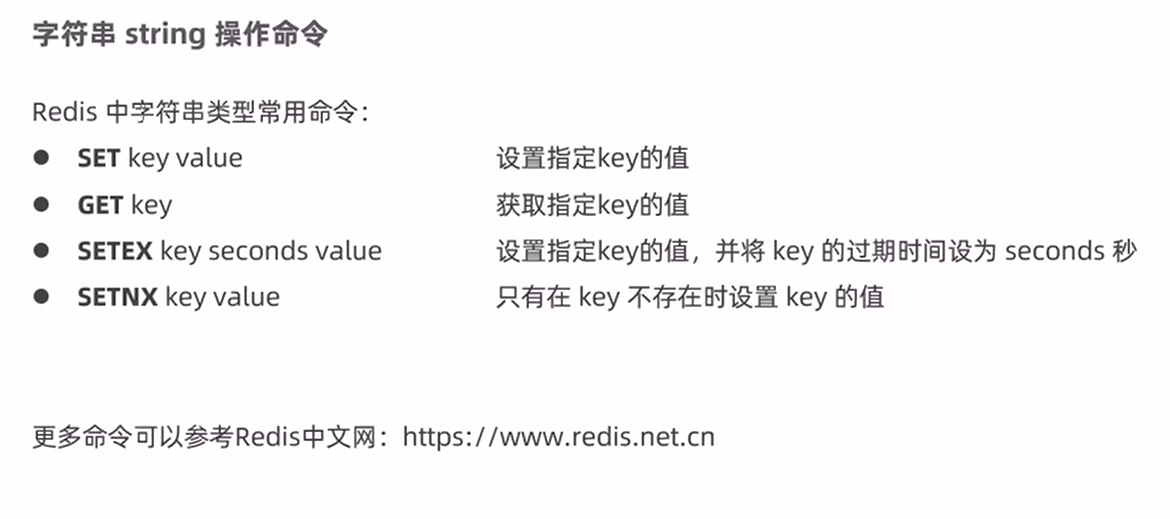 字符串 string 操作命令
Redis 中字符串类型常用命令：
● SET key value 设置指定key的值
● GET key 获取指定key的值
● SETEX key seconds value 设置指定key的值，并将 key 的过期时间设为 seconds 秒
● SETNX key value 只有在 key 不存在时设置 key 的值
更多命令可以参考Redis中文网：https://www.redis.net.cn